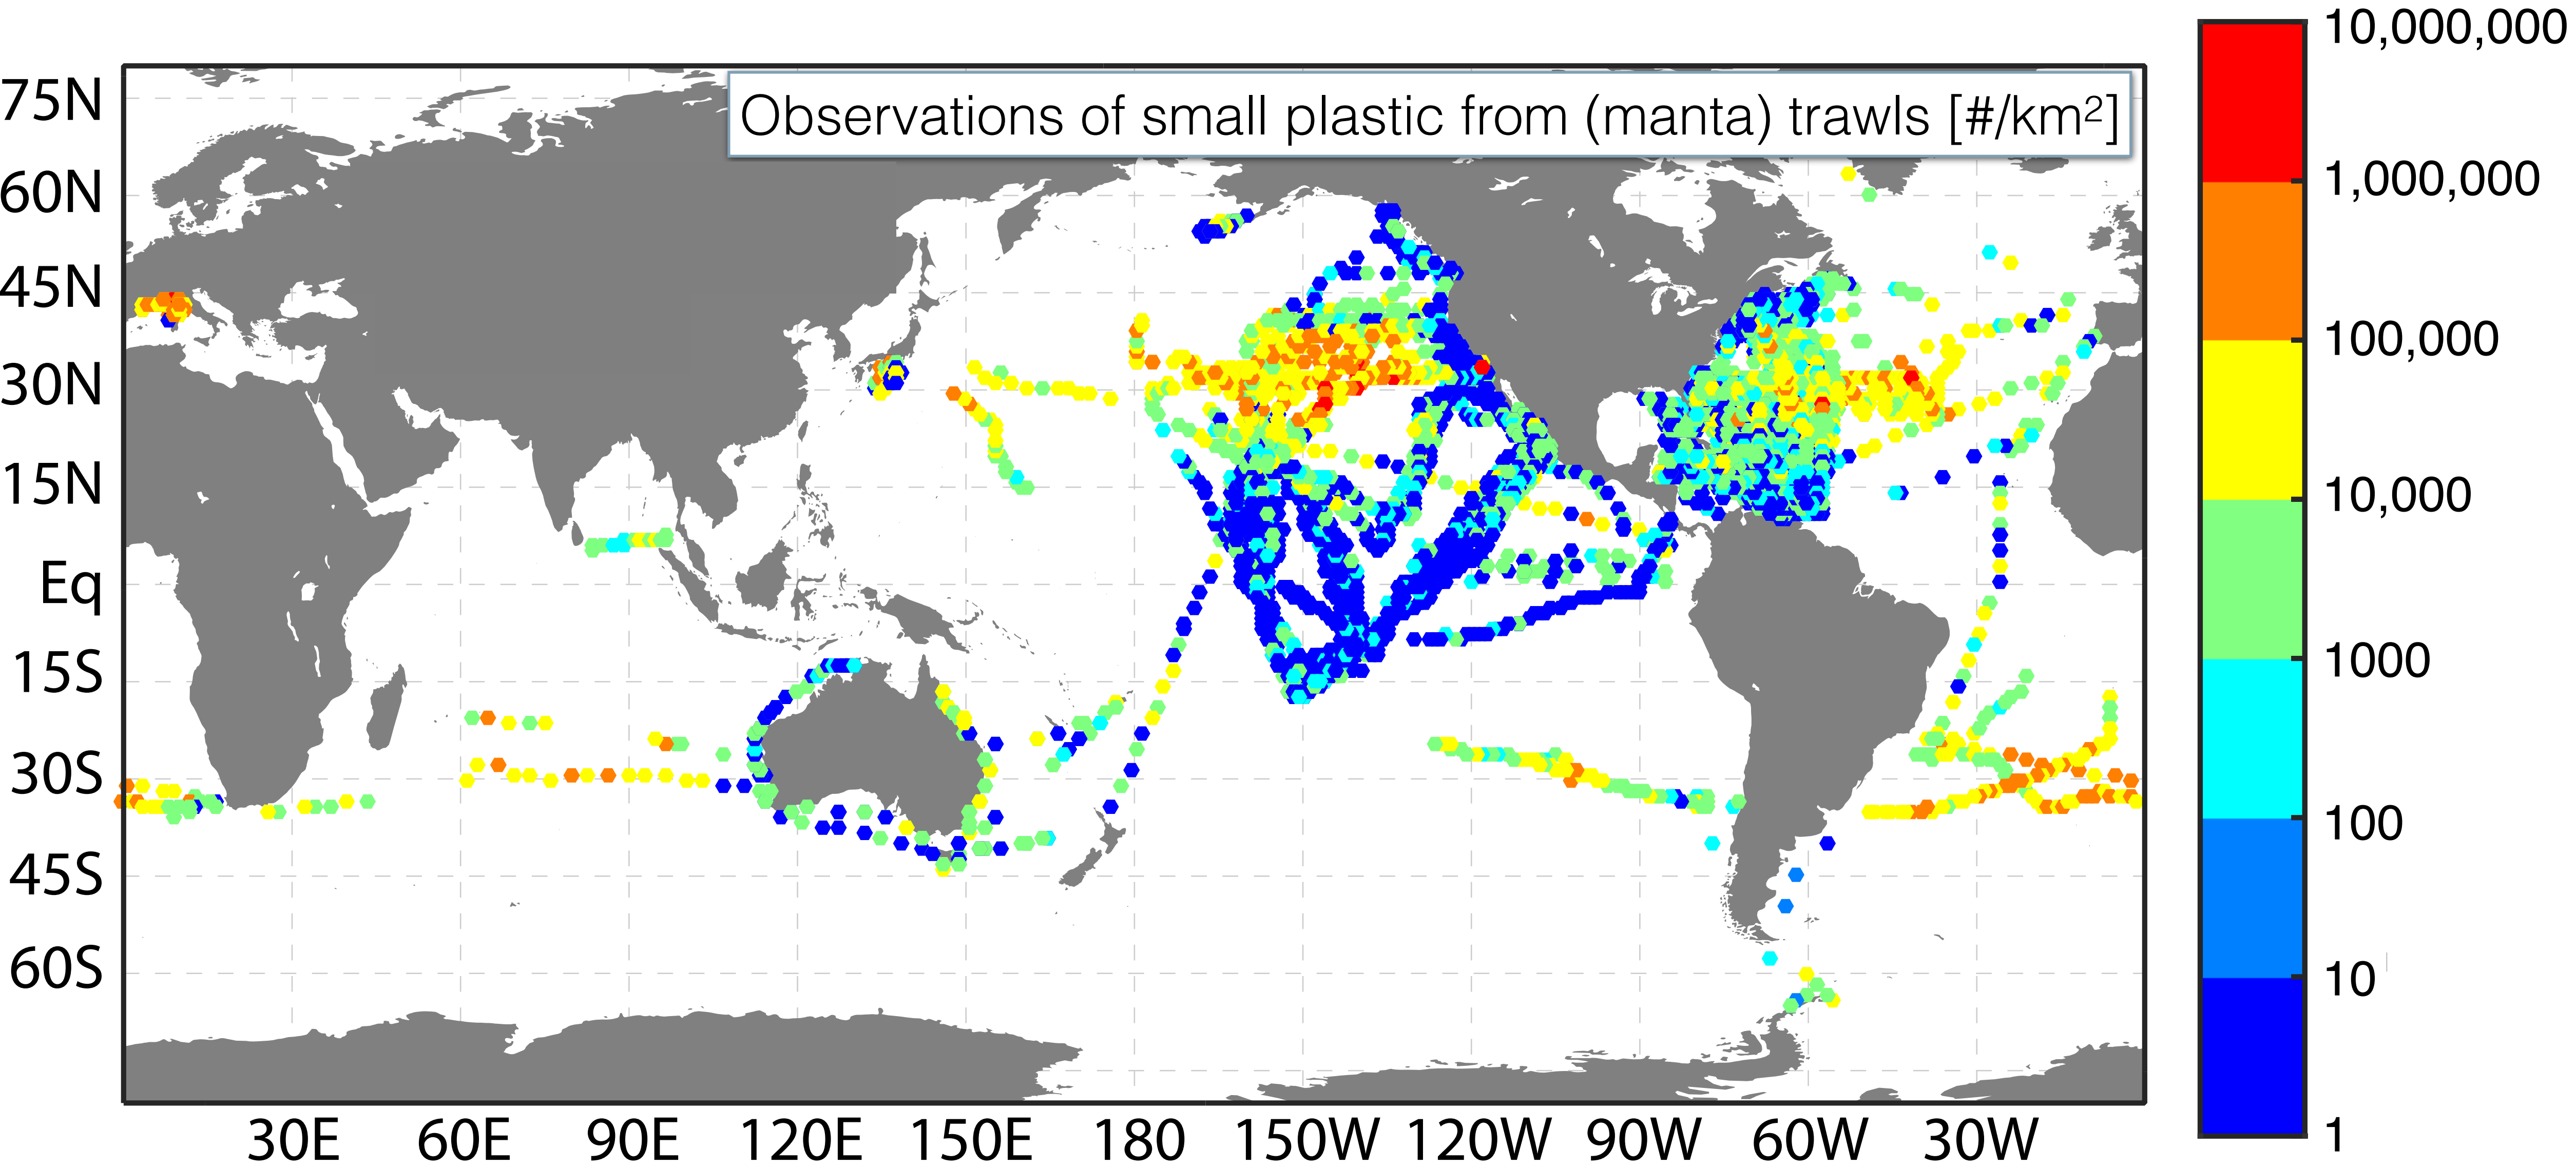 Observations of small plastic from (manta) trawls [#/km²]
75N
60N
45N
30N
15N
Eq
15S
30S
45S
60S
30E 60E 90E 120E 150E 180 150W 120W 90W 60W 30W
10,000,000
1,000,000
100,000
10,000
1000
100
10
1